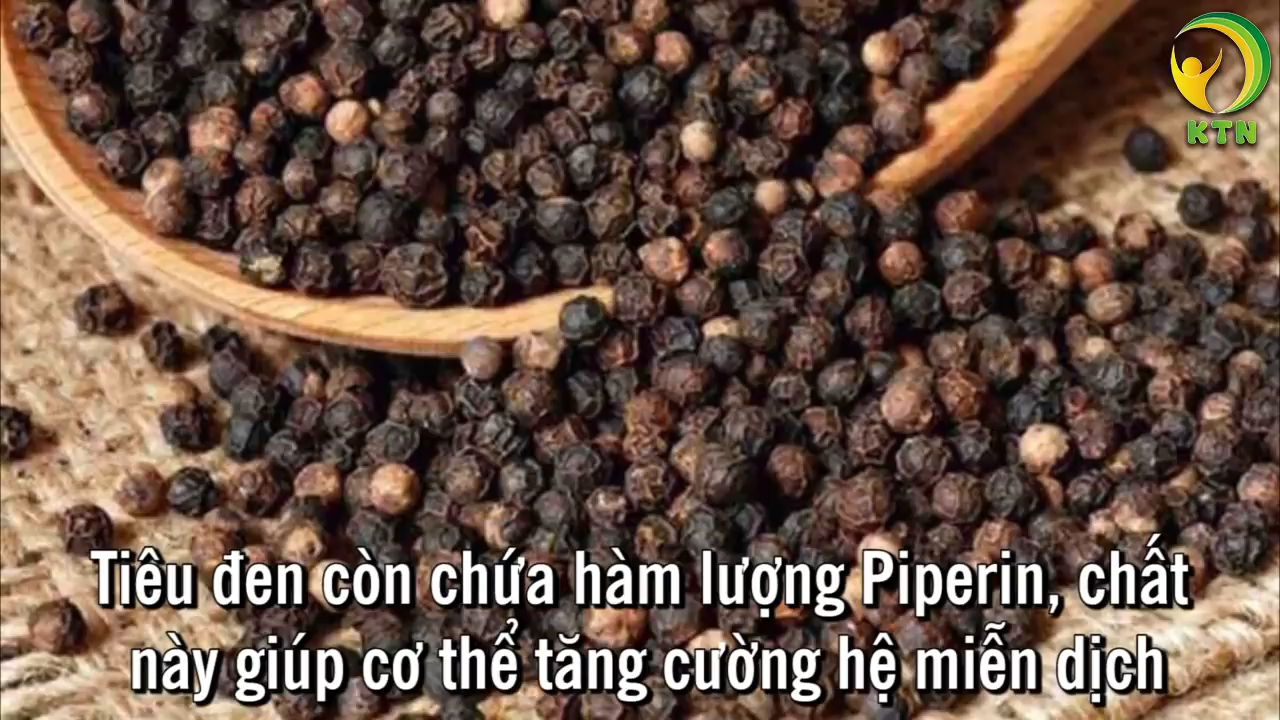 KTN
Tiêu đen còn chứa hàm lượng Piperin, chất
này giúp cơ thể tăng cường hệ miễn dịch